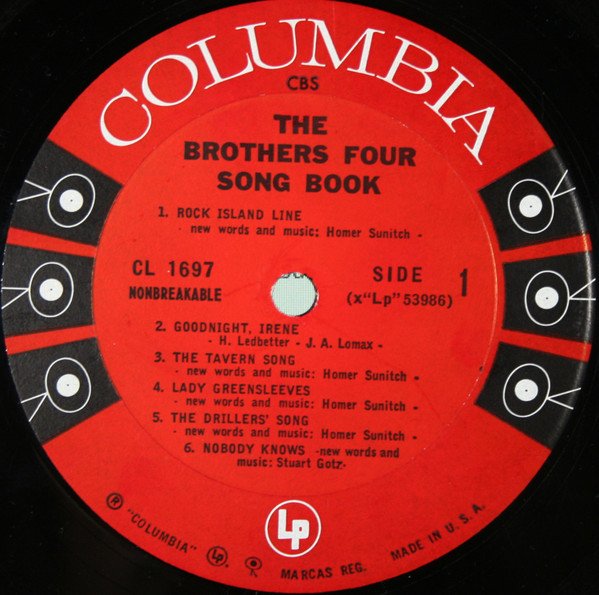 COLUMBIA
CBS
THE
BROTHERS FOUR
SONG BOOK
1. ROCK ISLAND LINE
- new words and music: Homer Sunitch -
CL 1697
NONBREAKABLE
SIDE 1
(x"Lp" 53986)
2. GOODNIGHT, IRENE
- H. Ledbetter - J. A. Lomax -
3. THE TAVERN SONG
- new words and music: Homer Sunitch -
4. LADY GREENSLEEVES
- new words and music: Homer Sunitch -
5. THE DRILLERS' SONG
- new words and music: Homer Sunitch -
6. NOBODY KNOWS -new words and
music: Stuart Gotz-
Lp
® "COLUMBIA" Lp. MARCAS REG. MADE IN U.S.A.